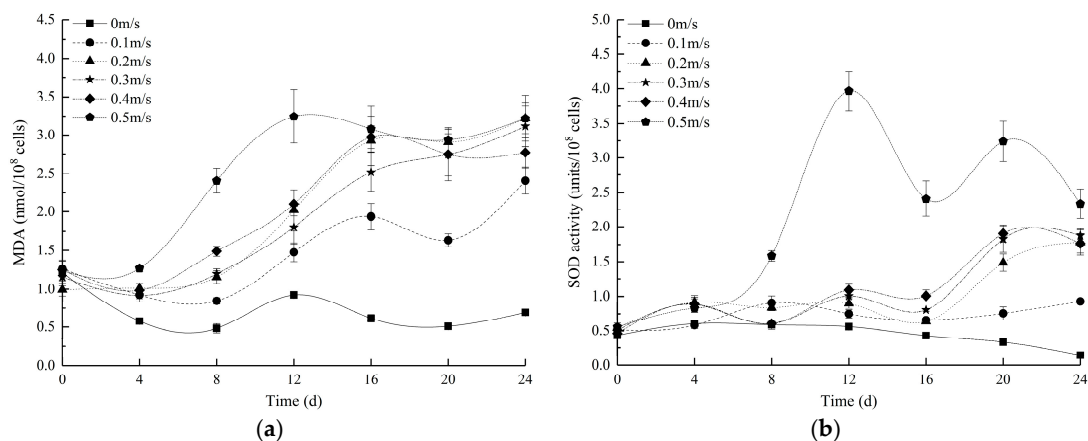 4.5
4.0
3.5
3.0
2.5
2.0
1.5
1.0
0.5
0.0
MDA (nmol/10⁸ cells)
0m/s
0.1m/s
0.2m/s
0.3m/s
0.4m/s
0.5m/s
0 4 8 12 16 20 24
Time (d)
(a)
5.0
4.5
4.0
3.5
3.0
2.5
2.0
1.5
1.0
0.5
0.0
SOD activity (units/10⁸ cells)
0m/s
0.1m/s
0.2m/s
0.3m/s
0.4m/s
0.5m/s
0 4 8 12 16 20 24
Time (d)
(b)